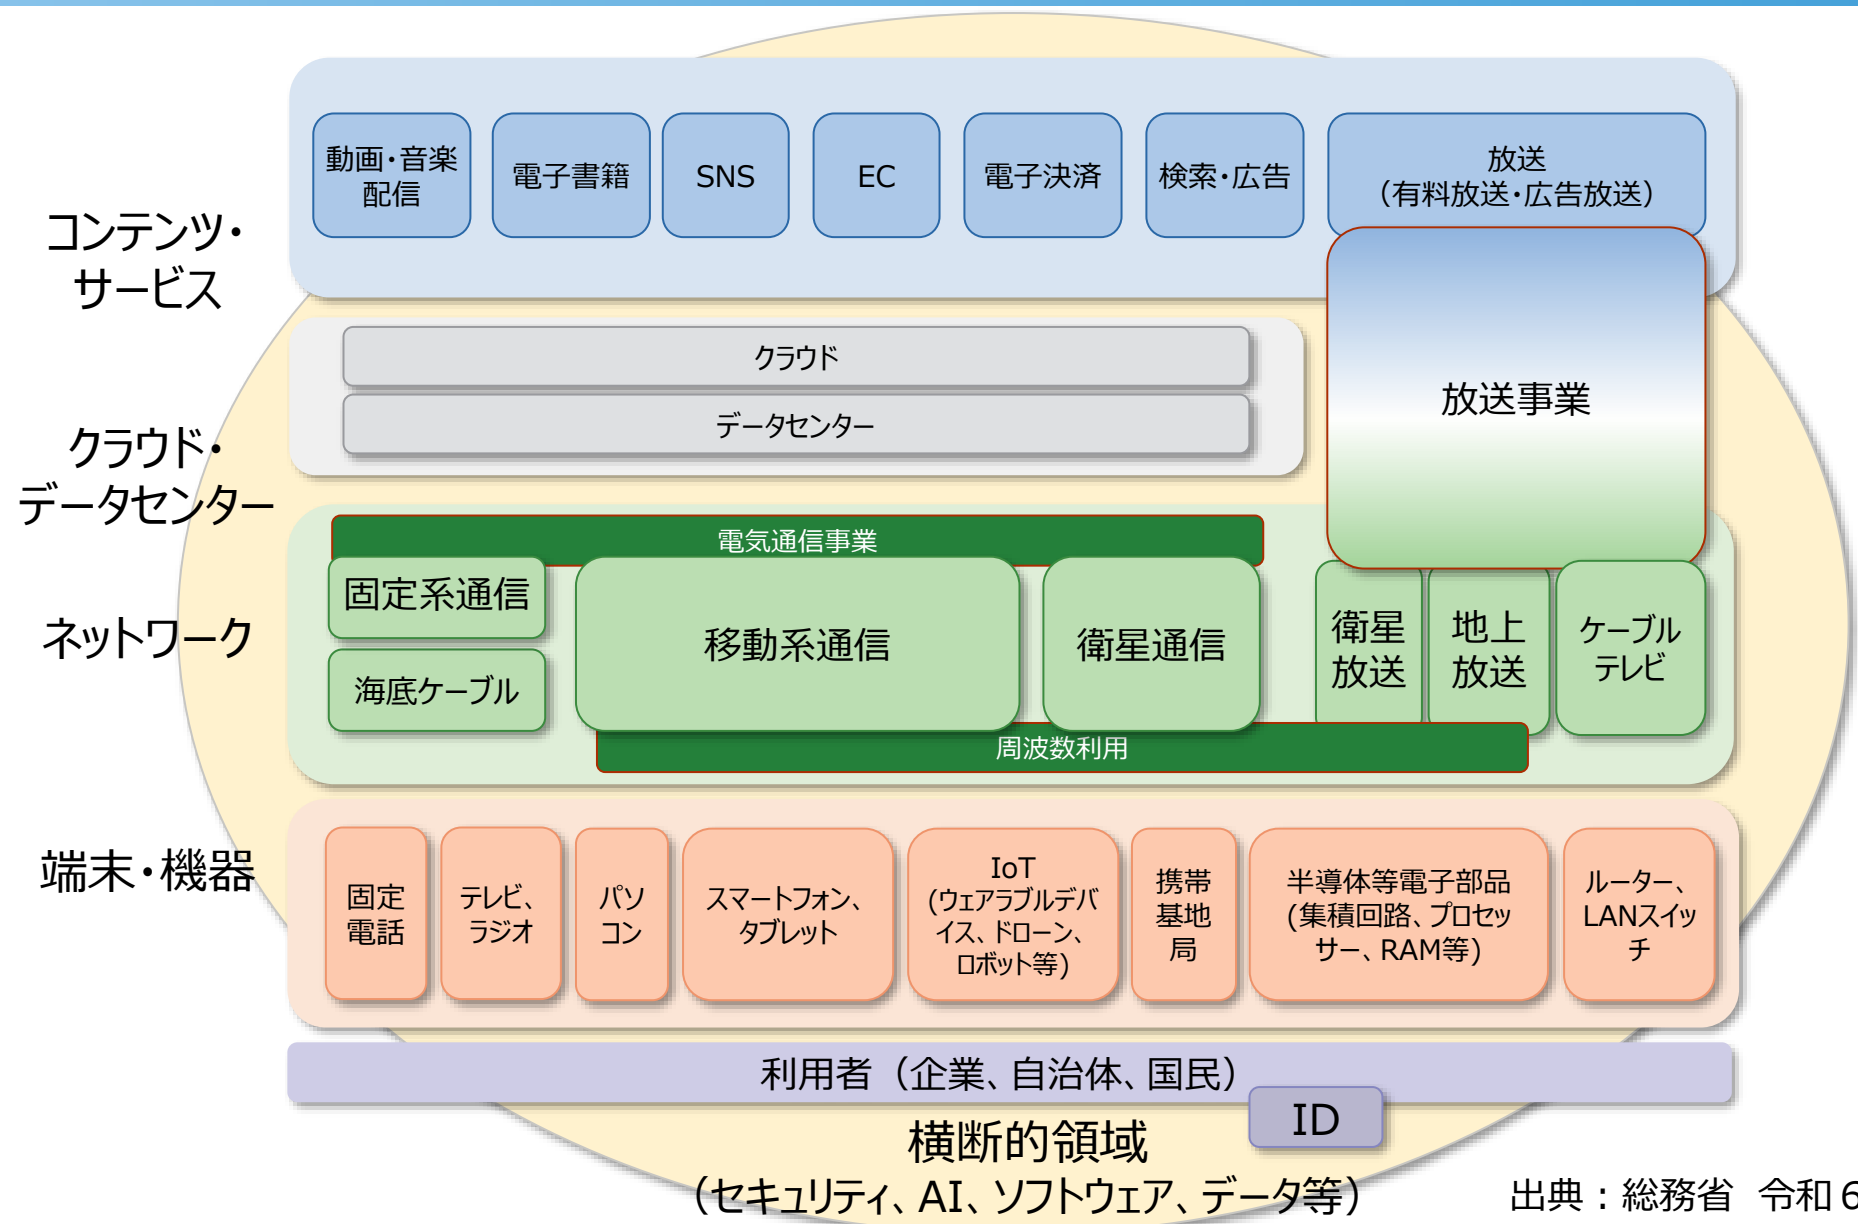 コンテンツ・
サービス
動画・音楽
配信
電子書籍
SNS
EC
電子決済
検索・広告
放送
（有料放送・広告放送）
クラウド・
データセンター
クラウド
データセンター
放送事業
ネットワーク
電気通信事業
固定系通信
海底ケーブル
移動系通信
衛星通信
衛星
放送
地上
放送
ケーブル
テレビ
周波数利用
端末・機器
固定
電話
テレビ、
ラジオ
パソ
コン
スマートフォン、
タブレット
IoT
(ウェアラブルデバ
イス、ドローン、
ロボット等)
携帯
基地
局
半導体等電子部品
(集積回路、プロセッ
サー、RAM等)
ルーター、
LANスイッ
チ
利用者（企業、自治体、国民）
ID
横断的領域
（セキュリティ、AI、ソフトウェア、データ等）
出典：総務省 令和６